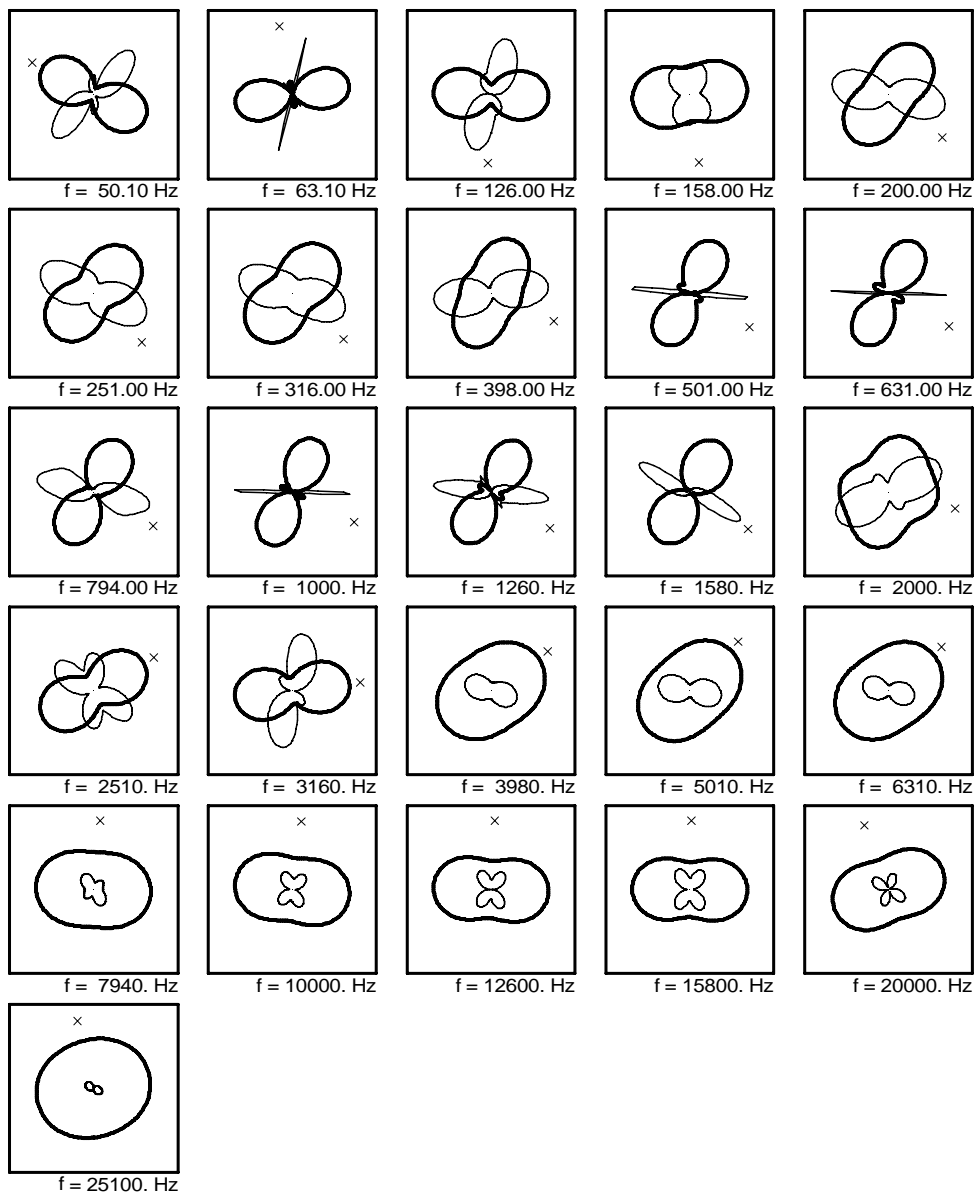 f = 50.10 Hz
f = 63.10 Hz
f = 126.00 Hz
f = 158.00 Hz
f = 200.00 Hz
f = 251.00 Hz
f = 316.00 Hz
f = 398.00 Hz
f = 501.00 Hz
f = 631.00 Hz
f = 794.00 Hz
f = 1000. Hz
f = 1260. Hz
f = 1580. Hz
f = 2000. Hz
f = 2510. Hz
f = 3160. Hz
f = 3980. Hz
f = 5010. Hz
f = 6310. Hz
f = 7940. Hz
f = 10000. Hz
f = 12600. Hz
f = 15800. Hz
f = 20000. Hz
f = 25100. Hz